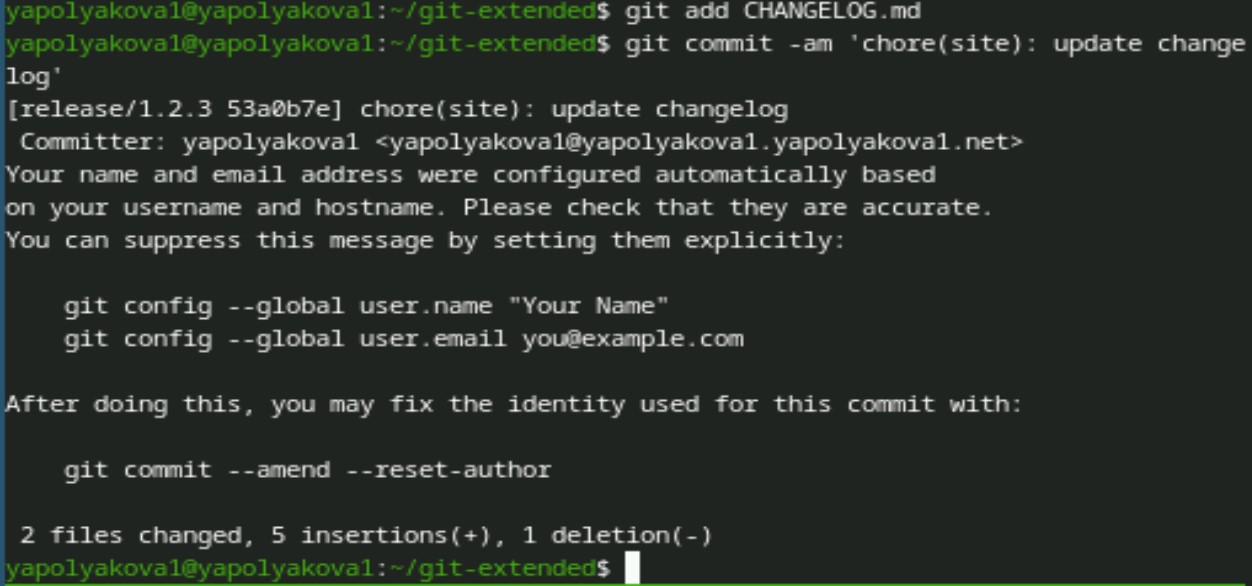 yapolyakova1@yapolyakova1:~/git-extended$ git add CHANGELOG.md
yapolyakova1@yapolyakova1:~/git-extended$ git commit -am 'chore(site): update change
log'
[release/1.2.3 53a0b7e] chore(site): update changelog
 Committer: yapolyakova1 <yapolyakova1@yapolyakova1.yapolyakova1.net>
Your name and email address were configured automatically based
on your username and hostname. Please check that they are accurate.
You can suppress this message by setting them explicitly:

    git config --global user.name "Your Name"
    git config --global user.email you@example.com

After doing this, you may fix the identity used for this commit with:

    git commit --amend --reset-author

 2 files changed, 5 insertions(+), 1 deletion(-)
yapolyakova1@yapolyakova1:~/git-extended$